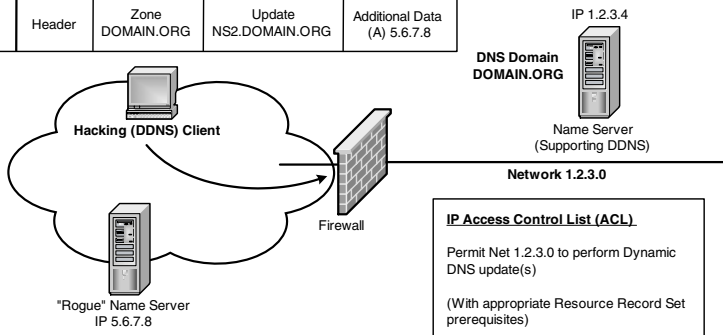 Header
Zone
DOMAIN.ORG
Update
NS2.DOMAIN.ORG
Additional Data
(A) 5.6.7.8
IP 1.2.3.4
DNS Domain
DOMAIN.ORG
Name Server
(Supporting DDNS)
Hacking (DDNS) Client
Network 1.2.3.0
Firewall
"Rogue" Name Server
IP 5.6.7.8
IP Access Control List (ACL)
Permit Net 1.2.3.0 to perform Dynamic
DNS update(s)
(With appropriate Resource Record Set
prerequisites)